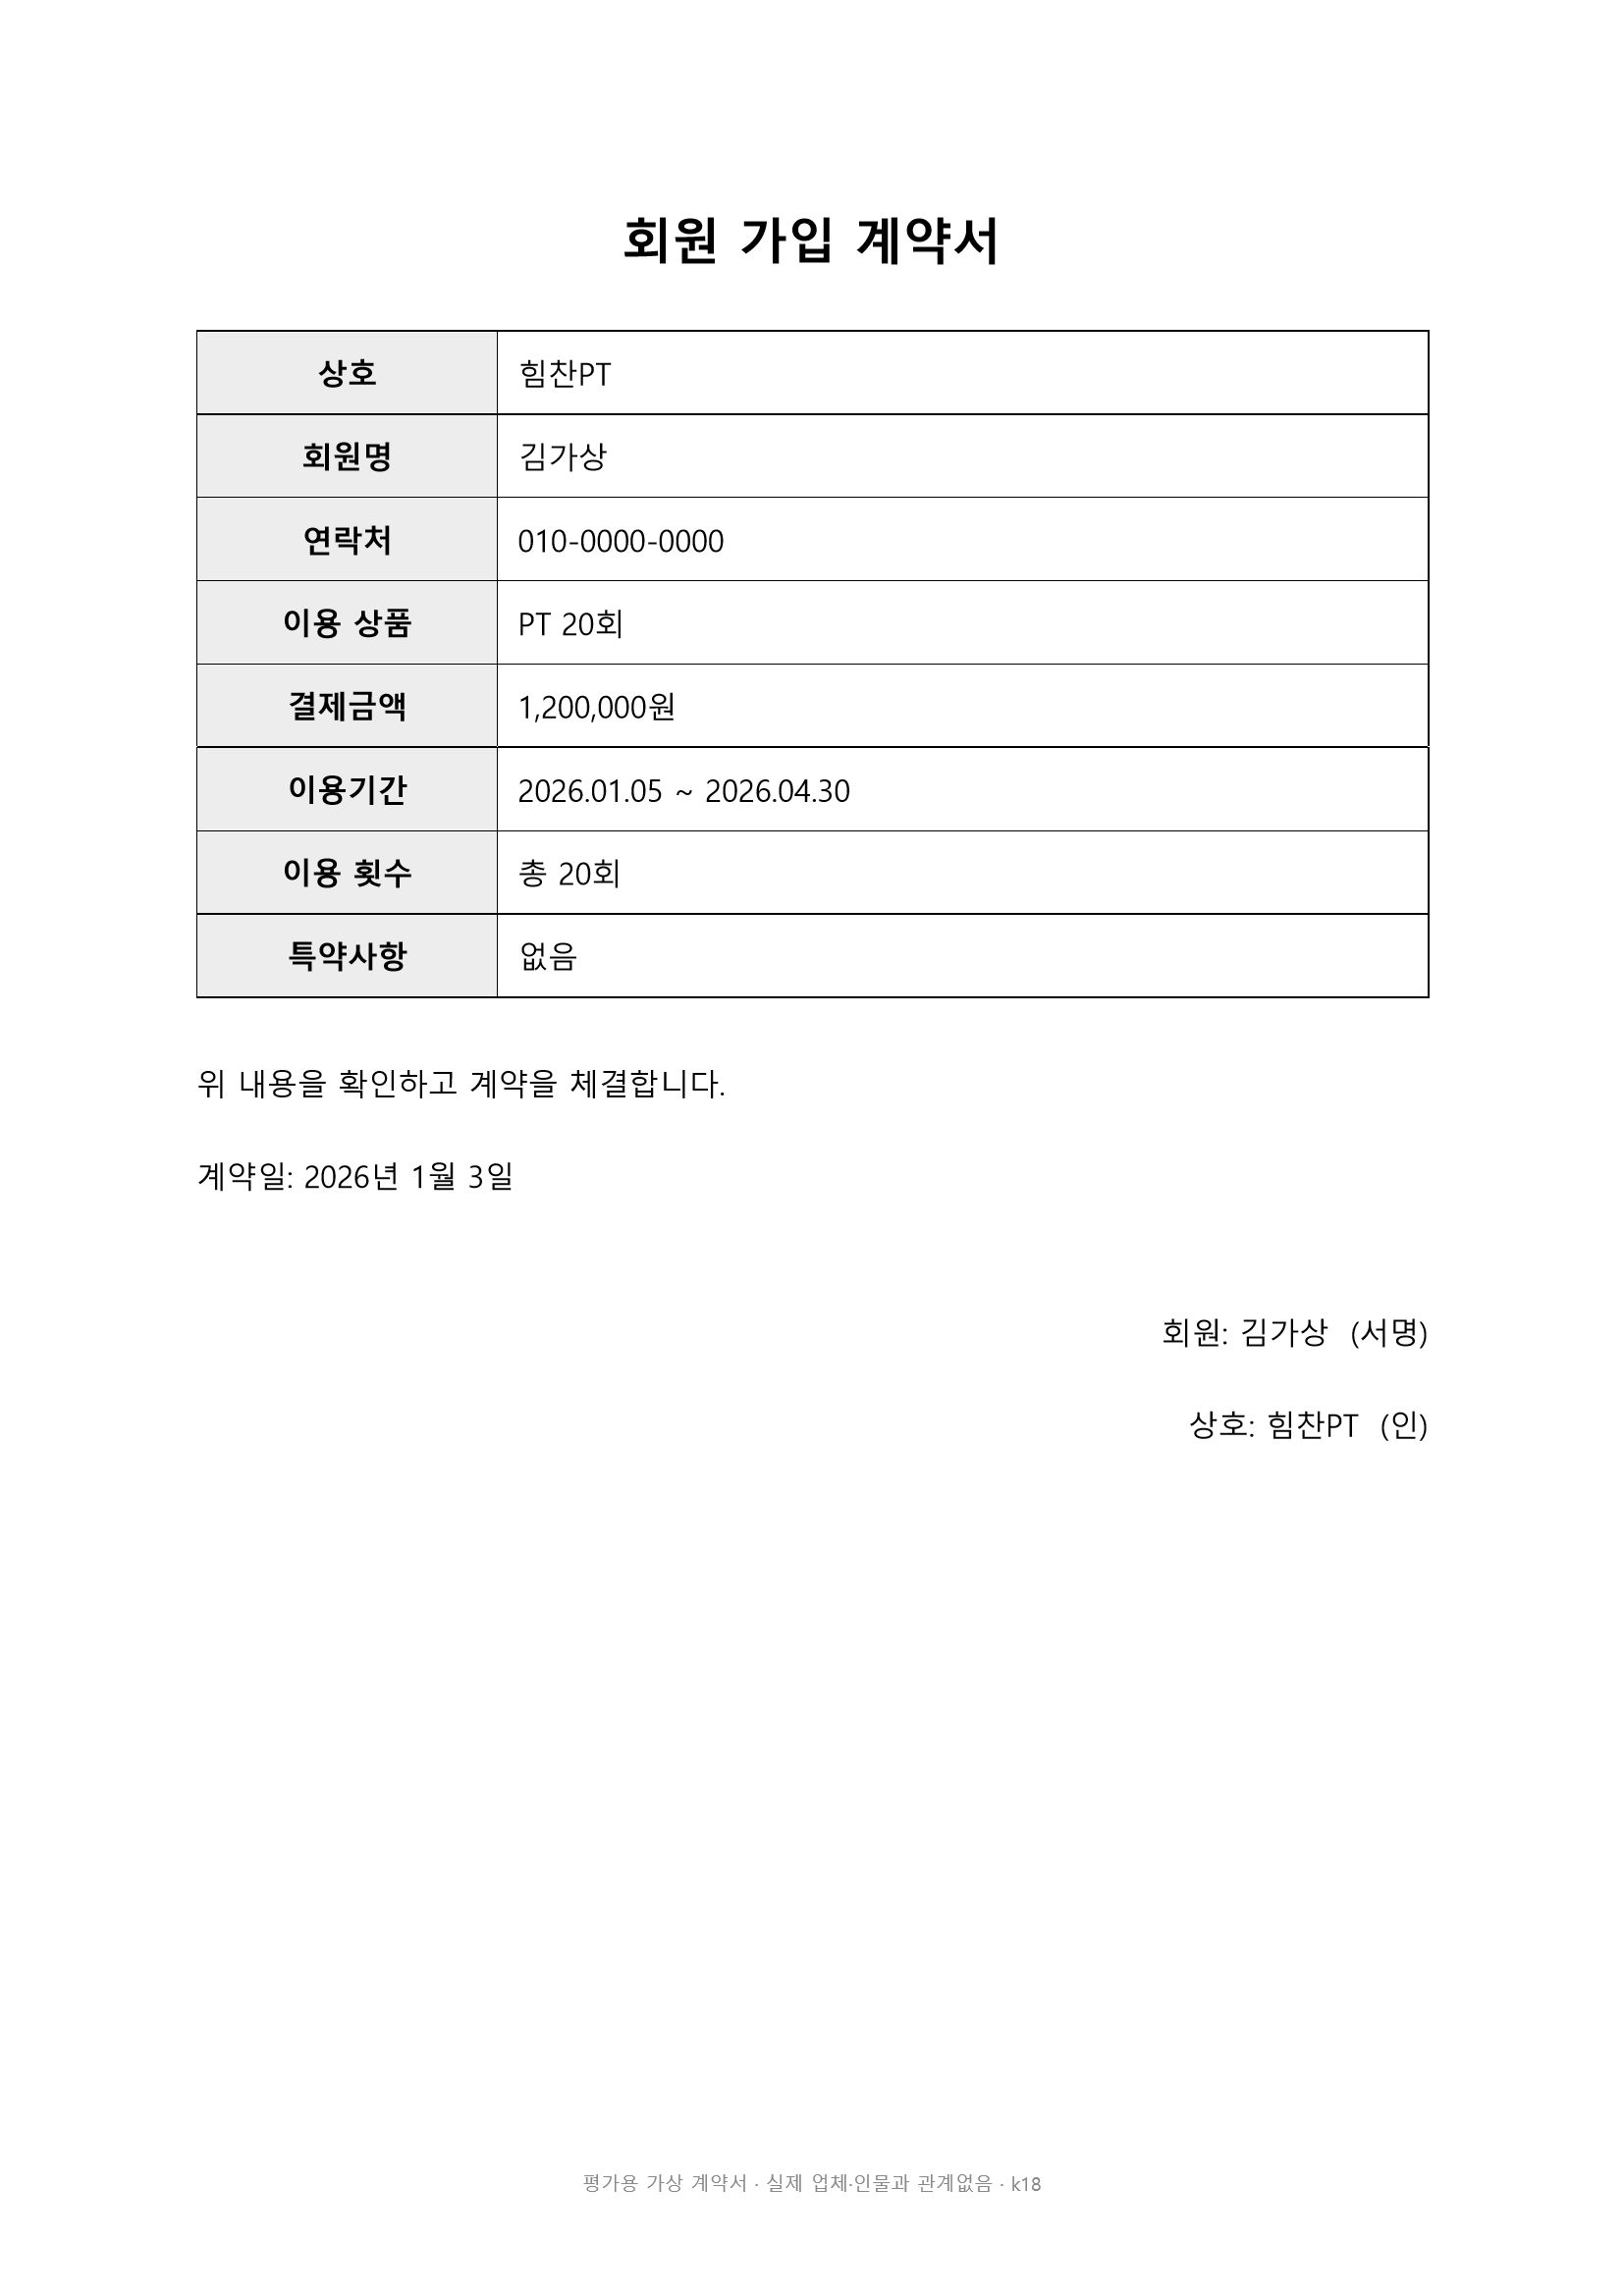 회원 가입 계약서
상호 힘찬PT
회원명 김가상
연락처 010-0000-0000
이용 상품 PT 20회
결제금액 1,200,000원
이용기간 2026.01.05 ~ 2026.04.30
이용 횟수 총 20회
특약사항 없음
위 내용을 확인하고 계약을 체결합니다.
계약일: 2026년 1월 3일
회원: 김가상 (서명)
상호: 힘찬PT (인)
평가용 가상 계약서 · 실제 업체·인물과 관계없음 · k18